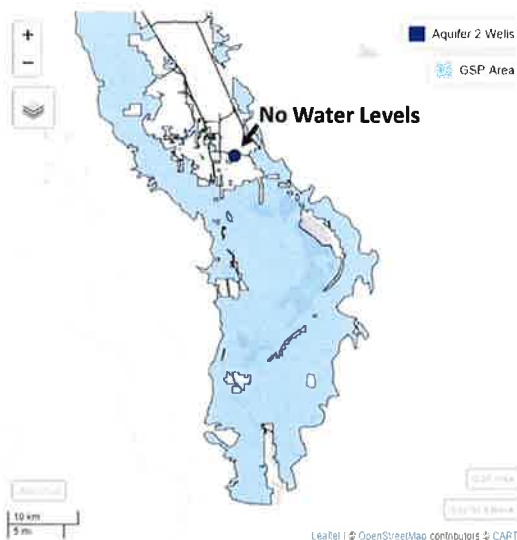 +
−
Aquifer 2 Wells
GSP Area
No Water Levels
10 km
5 mi
Leaflet | © OpenStreetMap contributors © CART